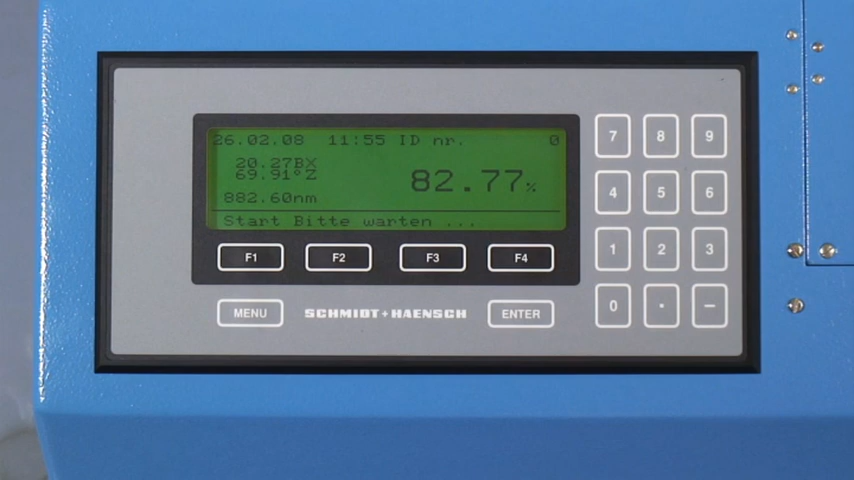 26.02.08 11:55 ID nr. 0
20.27BX
69.91°Z
82.77%
882.60nm
Start Bitte warten ...
F1 F2 F3 F4
MENU SCHMIDT+HAENSCH ENTER
7 8 9
4 5 6
1 2 3
0 . –